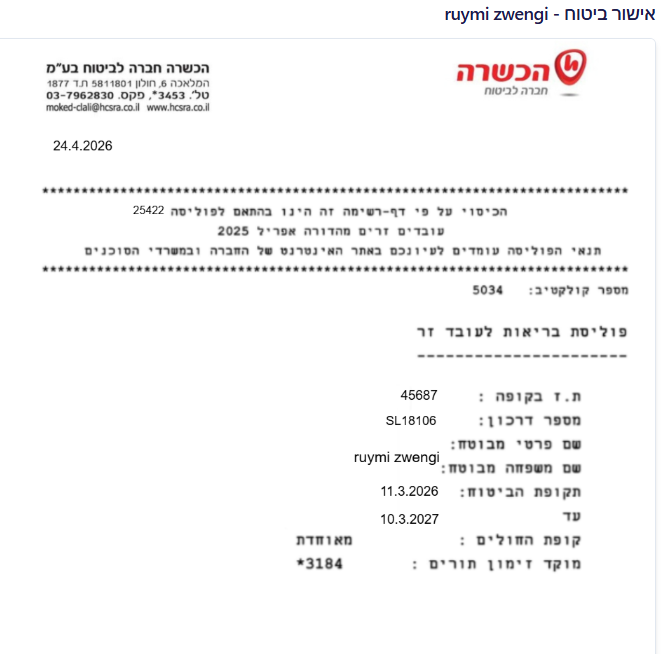 אישור ביטוח - ruymi zwengi
הכשרה
חברה לביטוח
הכשרה חברה לביטוח בע"מ
המלאכה 6, חולון 5811801 ת.ד 1877
טל'. 3453*, פקס. 03-7962830
moked-clali@hcsra.co.il www.hcsra.co.il
24.4.2026
******************************************************************************
הכיסוי על פי דף-רשימה זה הינו בהתאם לפוליסה 25422
עובדים זרים מהדורה אפריל 2025
תנאי הפוליסה עומדים לעיונכם באתר האינטרנט של החברה ובמשרדי הסוכנים
******************************************************************************
מספר קולקטיב: 5034
פוליסת בריאות לעובד זר
-----------------------
ת.ז בקופה : 45687
מספר דרכון: SL18106
שם פרטי מבוטח:
ruymi zwengi
שם משפחה מבוטח:
תקופת הביטוח: 11.3.2026
עד 10.3.2027
קופת החולים : מאוחדת
מוקד זימון תורים : 3184*